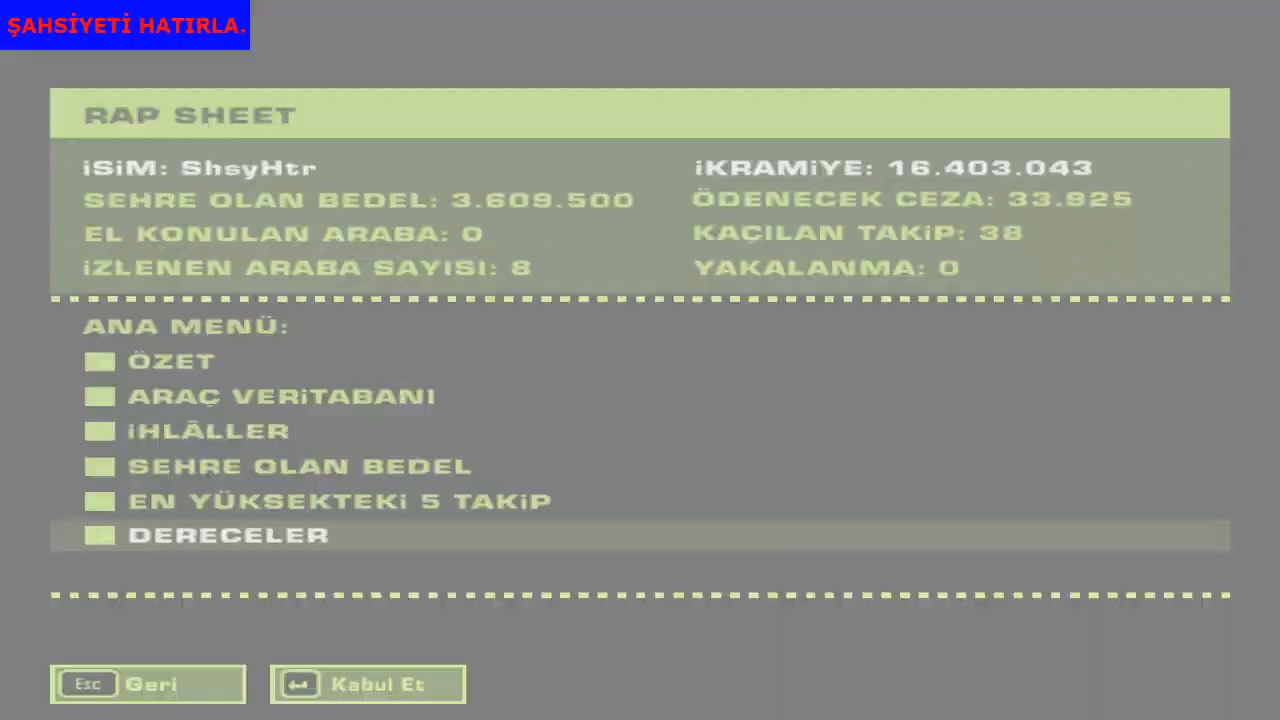 ŞAHSİYETİ HATIRLA.
RAP SHEET
iSiM: ShsyHtr
iKRAMiYE: 16.403.043
SEHRE OLAN BEDEL: 3.609.500
ÖDENECEK CEZA: 33.925
EL KONULAN ARABA: 0
KAÇILAN TAKiP: 38
iZLENEN ARABA SAYISI: 8
YAKALANMA: 0
ANA MENÜ:
ÖZET
ARAÇ VERiTABANI
iHLÂLLER
SEHRE OLAN BEDEL
EN YÜKSEKTEKi 5 TAKiP
DERECELER
Esc Geri
Kabul Et